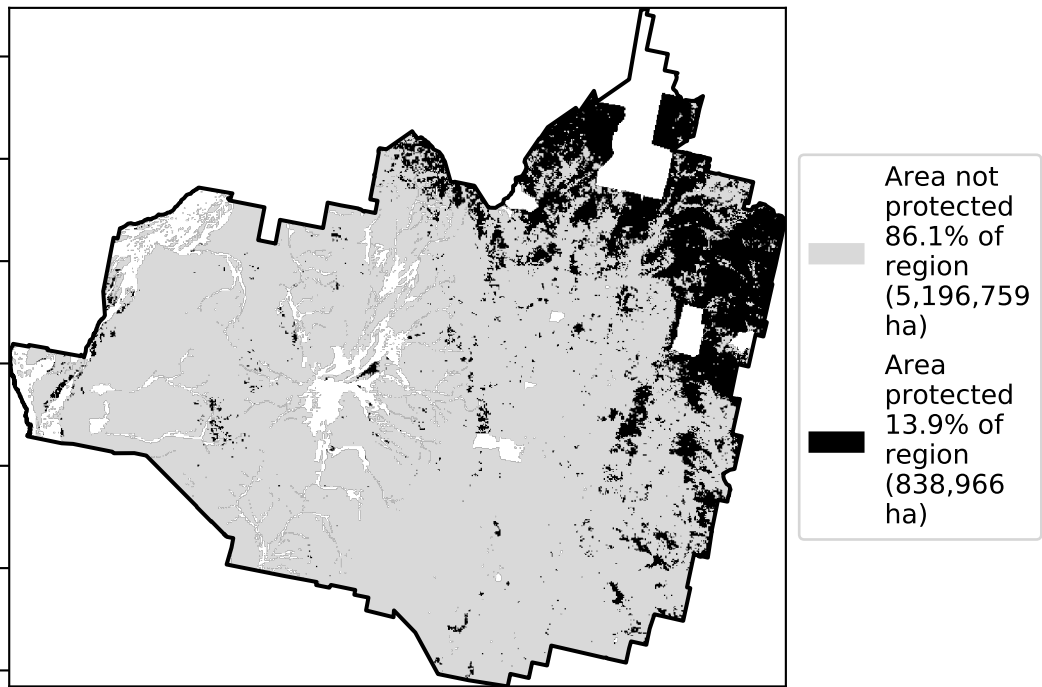 Area not
protected
86.1% of
region
(5,196,759
ha)
Area
protected
13.9% of
region
(838,966
ha)